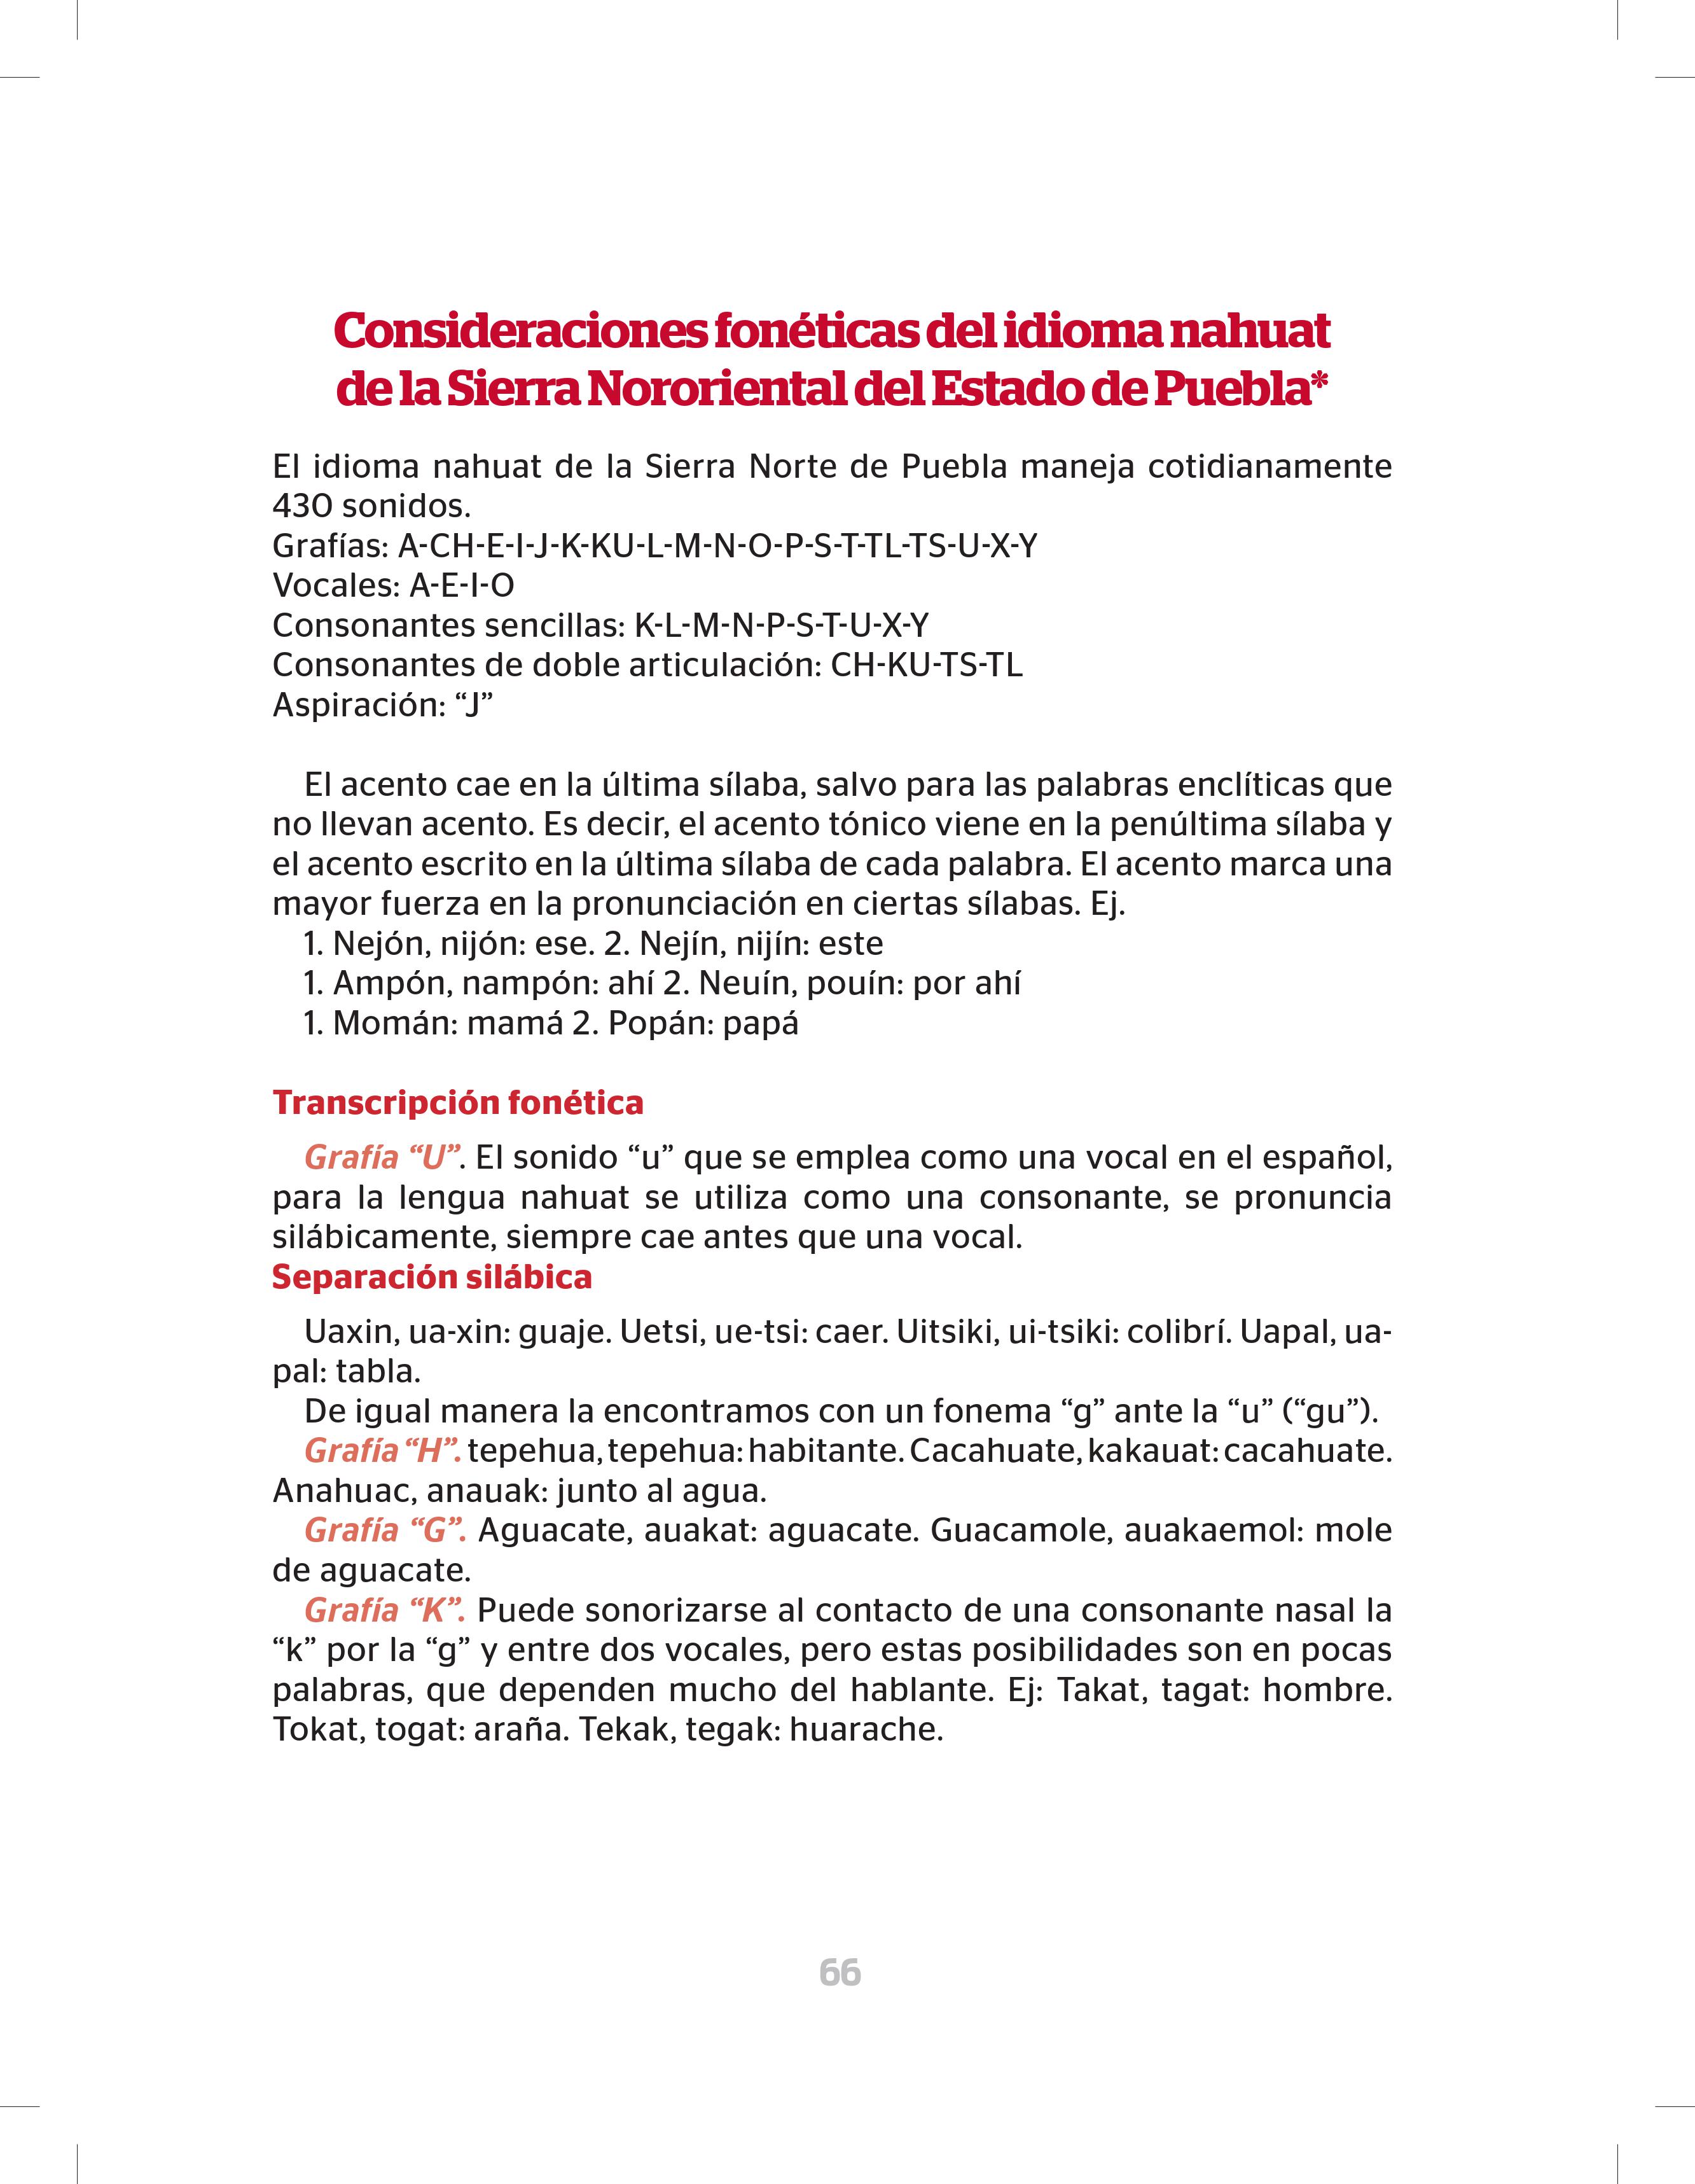 Consideraciones fonéticas del idioma nahuat
de la Sierra Nororiental del Estado de Puebla*
El idioma nahuat de la Sierra Norte de Puebla maneja cotidianamente
430 sonidos.
Grafías: A-CH-E-I-J-K-KU-L-M-N-O-P-S-T-TL-TS-U-X-Y
Vocales: A-E-I-O
Consonantes sencillas: K-L-M-N-P-S-T-U-X-Y
Consonantes de doble articulación: CH-KU-TS-TL
Aspiración: “J”
El acento cae en la última sílaba, salvo para las palabras enclíticas que
no llevan acento. Es decir, el acento tónico viene en la penúltima sílaba y
el acento escrito en la última sílaba de cada palabra. El acento marca una
mayor fuerza en la pronunciación en ciertas sílabas. Ej.
1. Nejón, nijón: ese. 2. Nejín, nijín: este
1. Ampón, nampón: ahí 2. Neuín, pouín: por ahí
1. Momán: mamá 2. Popán: papá
Transcripción fonética
Grafía “U”. El sonido “u” que se emplea como una vocal en el español,
para la lengua nahuat se utiliza como una consonante, se pronuncia
silábicamente, siempre cae antes que una vocal.
Separación silábica
Uaxin, ua-xin: guaje. Uetsi, ue-tsi: caer. Uitsiki, ui-tsiki: colibrí. Uapal, ua-
pal: tabla.
De igual manera la encontramos con un fonema “g” ante la “u” (“gu”).
Grafía “H”. tepehua, tepehua: habitante. Cacahuate, kakauat: cacahuate.
Anahuac, anauak: junto al agua.
Grafía “G”. Aguacate, auakat: aguacate. Guacamole, auakaemol: mole
de aguacate.
Grafía “K”. Puede sonorizarse al contacto de una consonante nasal la
“k” por la “g” y entre dos vocales, pero estas posibilidades son en pocas
palabras, que dependen mucho del hablante. Ej: Takat, tagat: hombre.
Tokat, togat: araña. Tekak, tegak: huarache.
66